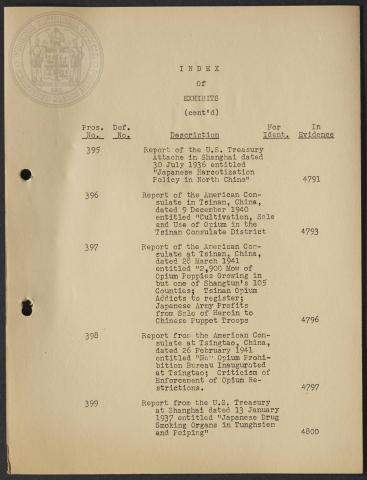 I N D E X
Of
EXHIBITS
(cont'd)
Pros. Def. For In
No. No. Description Ident. Evidence
395 Report of the U.S. Treasury
Attache in Shanghai dated
30 July 1936 entitled
"Japanese Narcotization
Policy in North China" 4791
396 Report of the American Con-
sulate in Tsinan, China,
dated 9 December 1940
entitled "Cultivation, Sale
and Use of Opium in the
Tsinan Consulate District 4793
397 Report of the American Con-
sulate at Tsinan, China,
dated 28 March 1941
entitled "2,900 Mow of
Opium Poppies Growing in
but one of Shangtun's 105
Counties; Tsinan Opium
Addicts to register;
Japanese Army Profits
from Sale of Heroin to
Chinese Puppet Troops 4796
398 Report from the American Con-
sulate at Tsingtao, China,
dated 26 February 1941
entitled "New Opium Prohi-
bition Bureau Inaugurated
at Tsingtao; Criticism of
Enforcement of Opium Re-
strictions. 4797
399 Report from the U.S. Treasury
at Shanghai dated 13 January
1937 entitled "Japanese Drug
Smoking Organs in Tunghsien
and Peiping" 4800